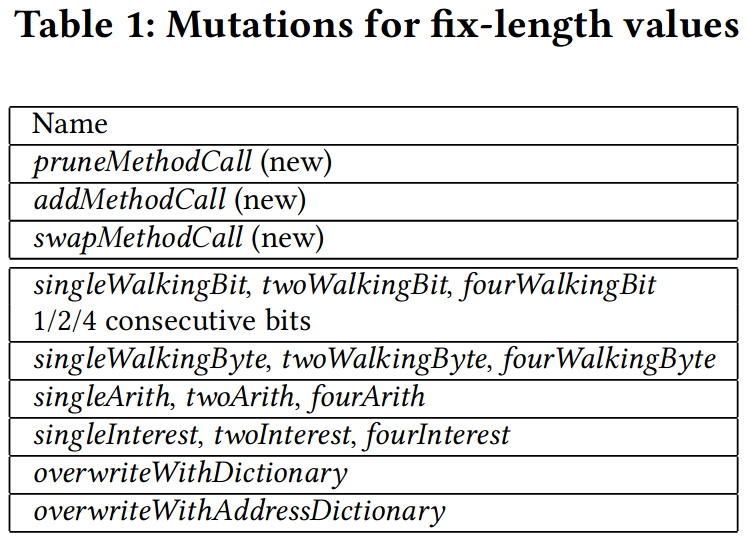 Table 1: Mutations for fix-length values
Name
pruneMethodCall (new)
addMethodCall (new)
swapMethodCall (new)
singleWalkingBit, twoWalkingBit, fourWalkingBit
1/2/4 consecutive bits
singleWalkingByte, twoWalkingByte, fourWalkingByte
singleArith, twoArith, fourArith
singleInterest, twoInterest, fourInterest
overwriteWithDictionary
overwriteWithAddressDictionary